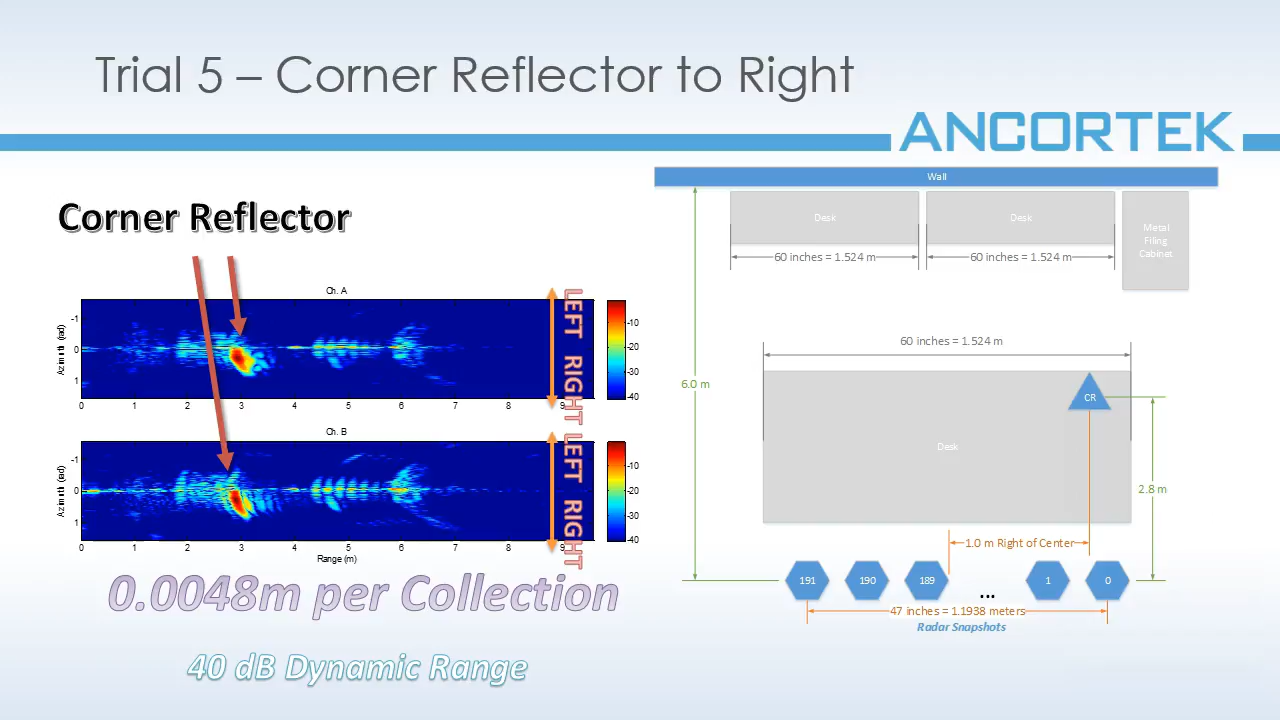 Trial 5 – Corner Reflector to Right
ANCORTEK
Corner Reflector
Ch. A
Azimuth (rad)
-1
0
1
0 1 2 3 4 5 6 7 8 9
-10
-20
-30
-40
LEFT RIGHT
Ch. B
Azimuth (rad)
-1
0
1
0 1 2 3 4 5 6 7 8 9
Range (m)
-10
-20
-30
-40
LEFT RIGHT
0.0048m per Collection
40 dB Dynamic Range
Wall
Desk
Desk
Metal
Filing
Cabinet
60 inches = 1.524 m
60 inches = 1.524 m
60 inches = 1.524 m
6.0 m
CR
Desk
2.8 m
1.0 m Right of Center
191 190 189 ... 1 0
47 inches = 1.1938 meters
Radar Snapshots